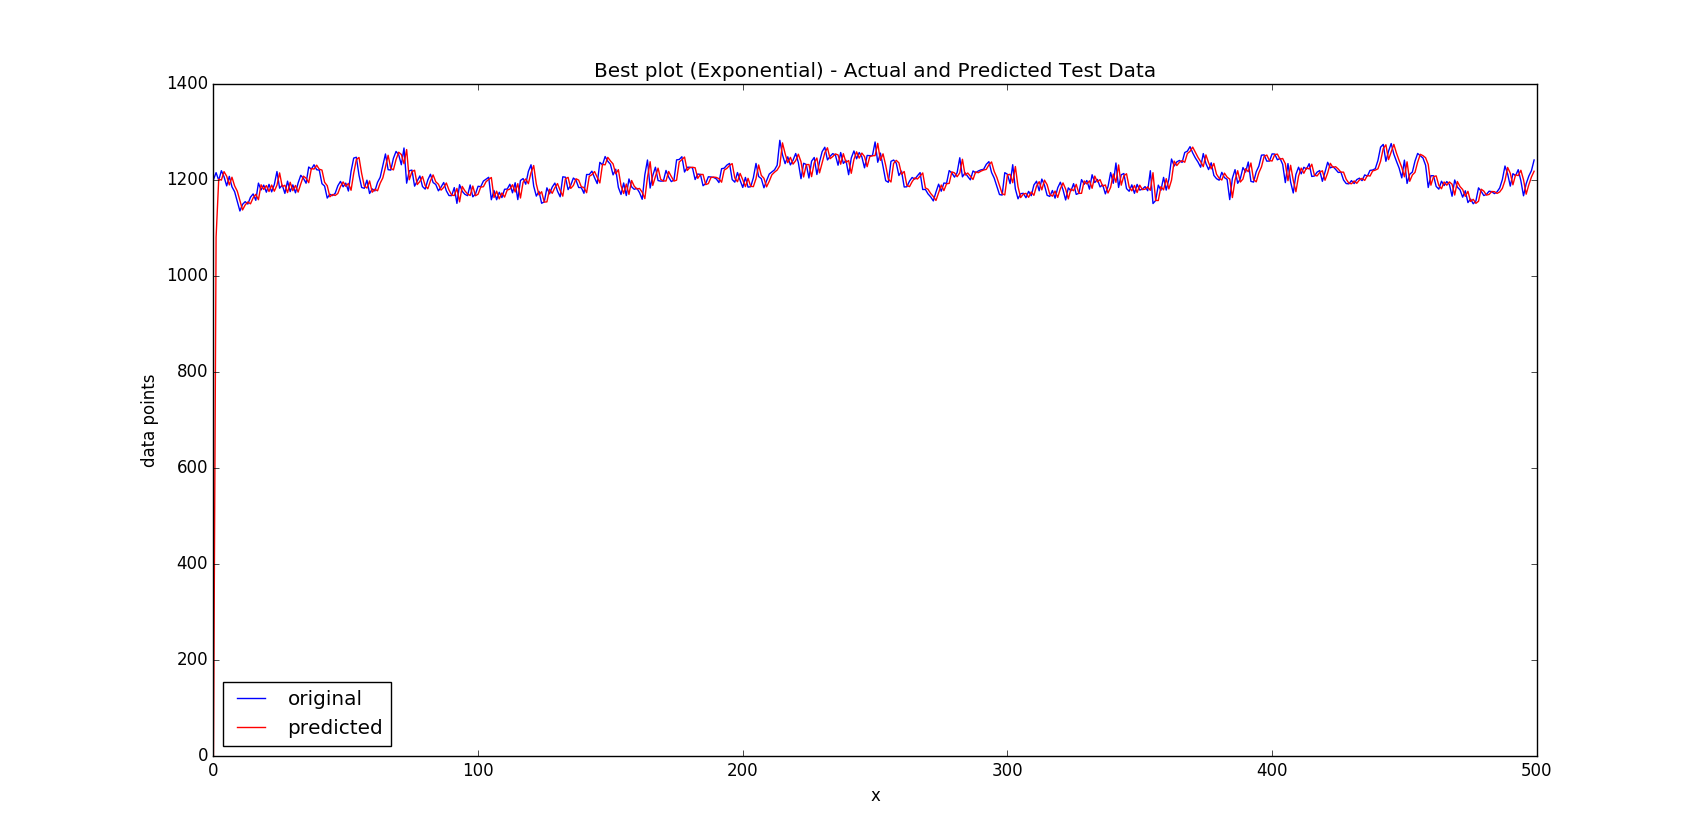 Best plot (Exponential) - Actual and Predicted Test Data
1400
1200
1000
800
600
400
200
0
data points
original
predicted
0 100 200 300 400 500
x